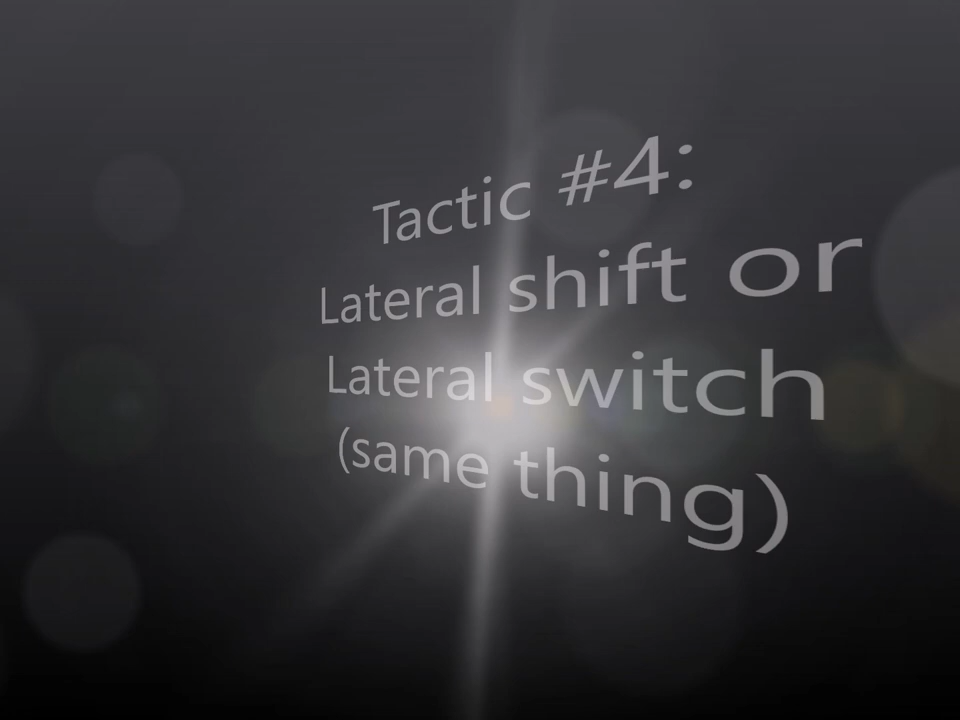 Tactic #4:
Lateral shift or
Lateral switch
(same thing)